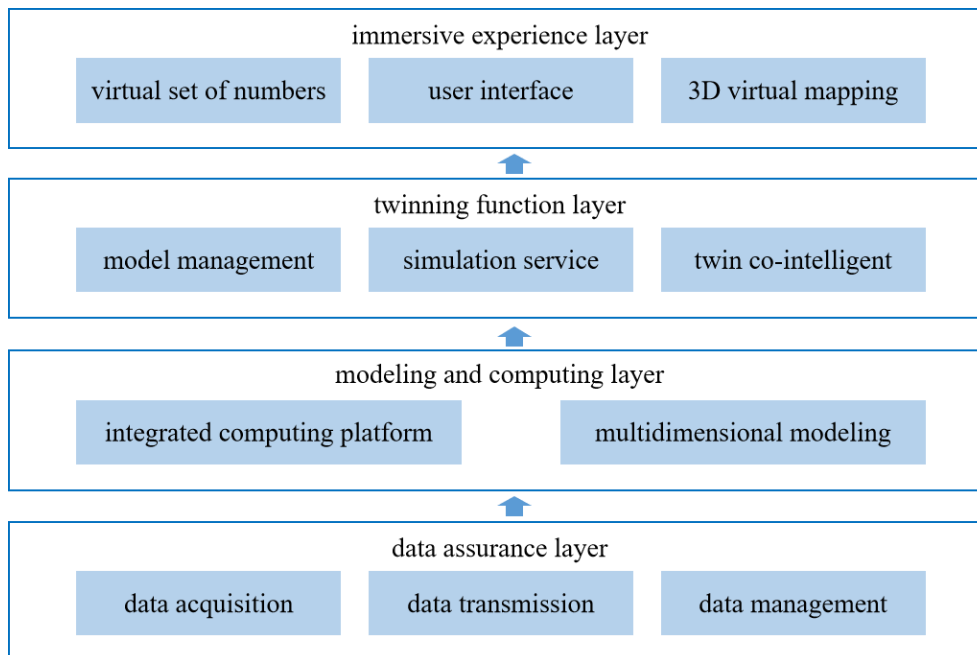 immersive experience layer
virtual set of numbers
user interface
3D virtual mapping
twinning function layer
model management
simulation service
twin co-intelligent
modeling and computing layer
integrated computing platform
multidimensional modeling
data assurance layer
data acquisition
data transmission
data management